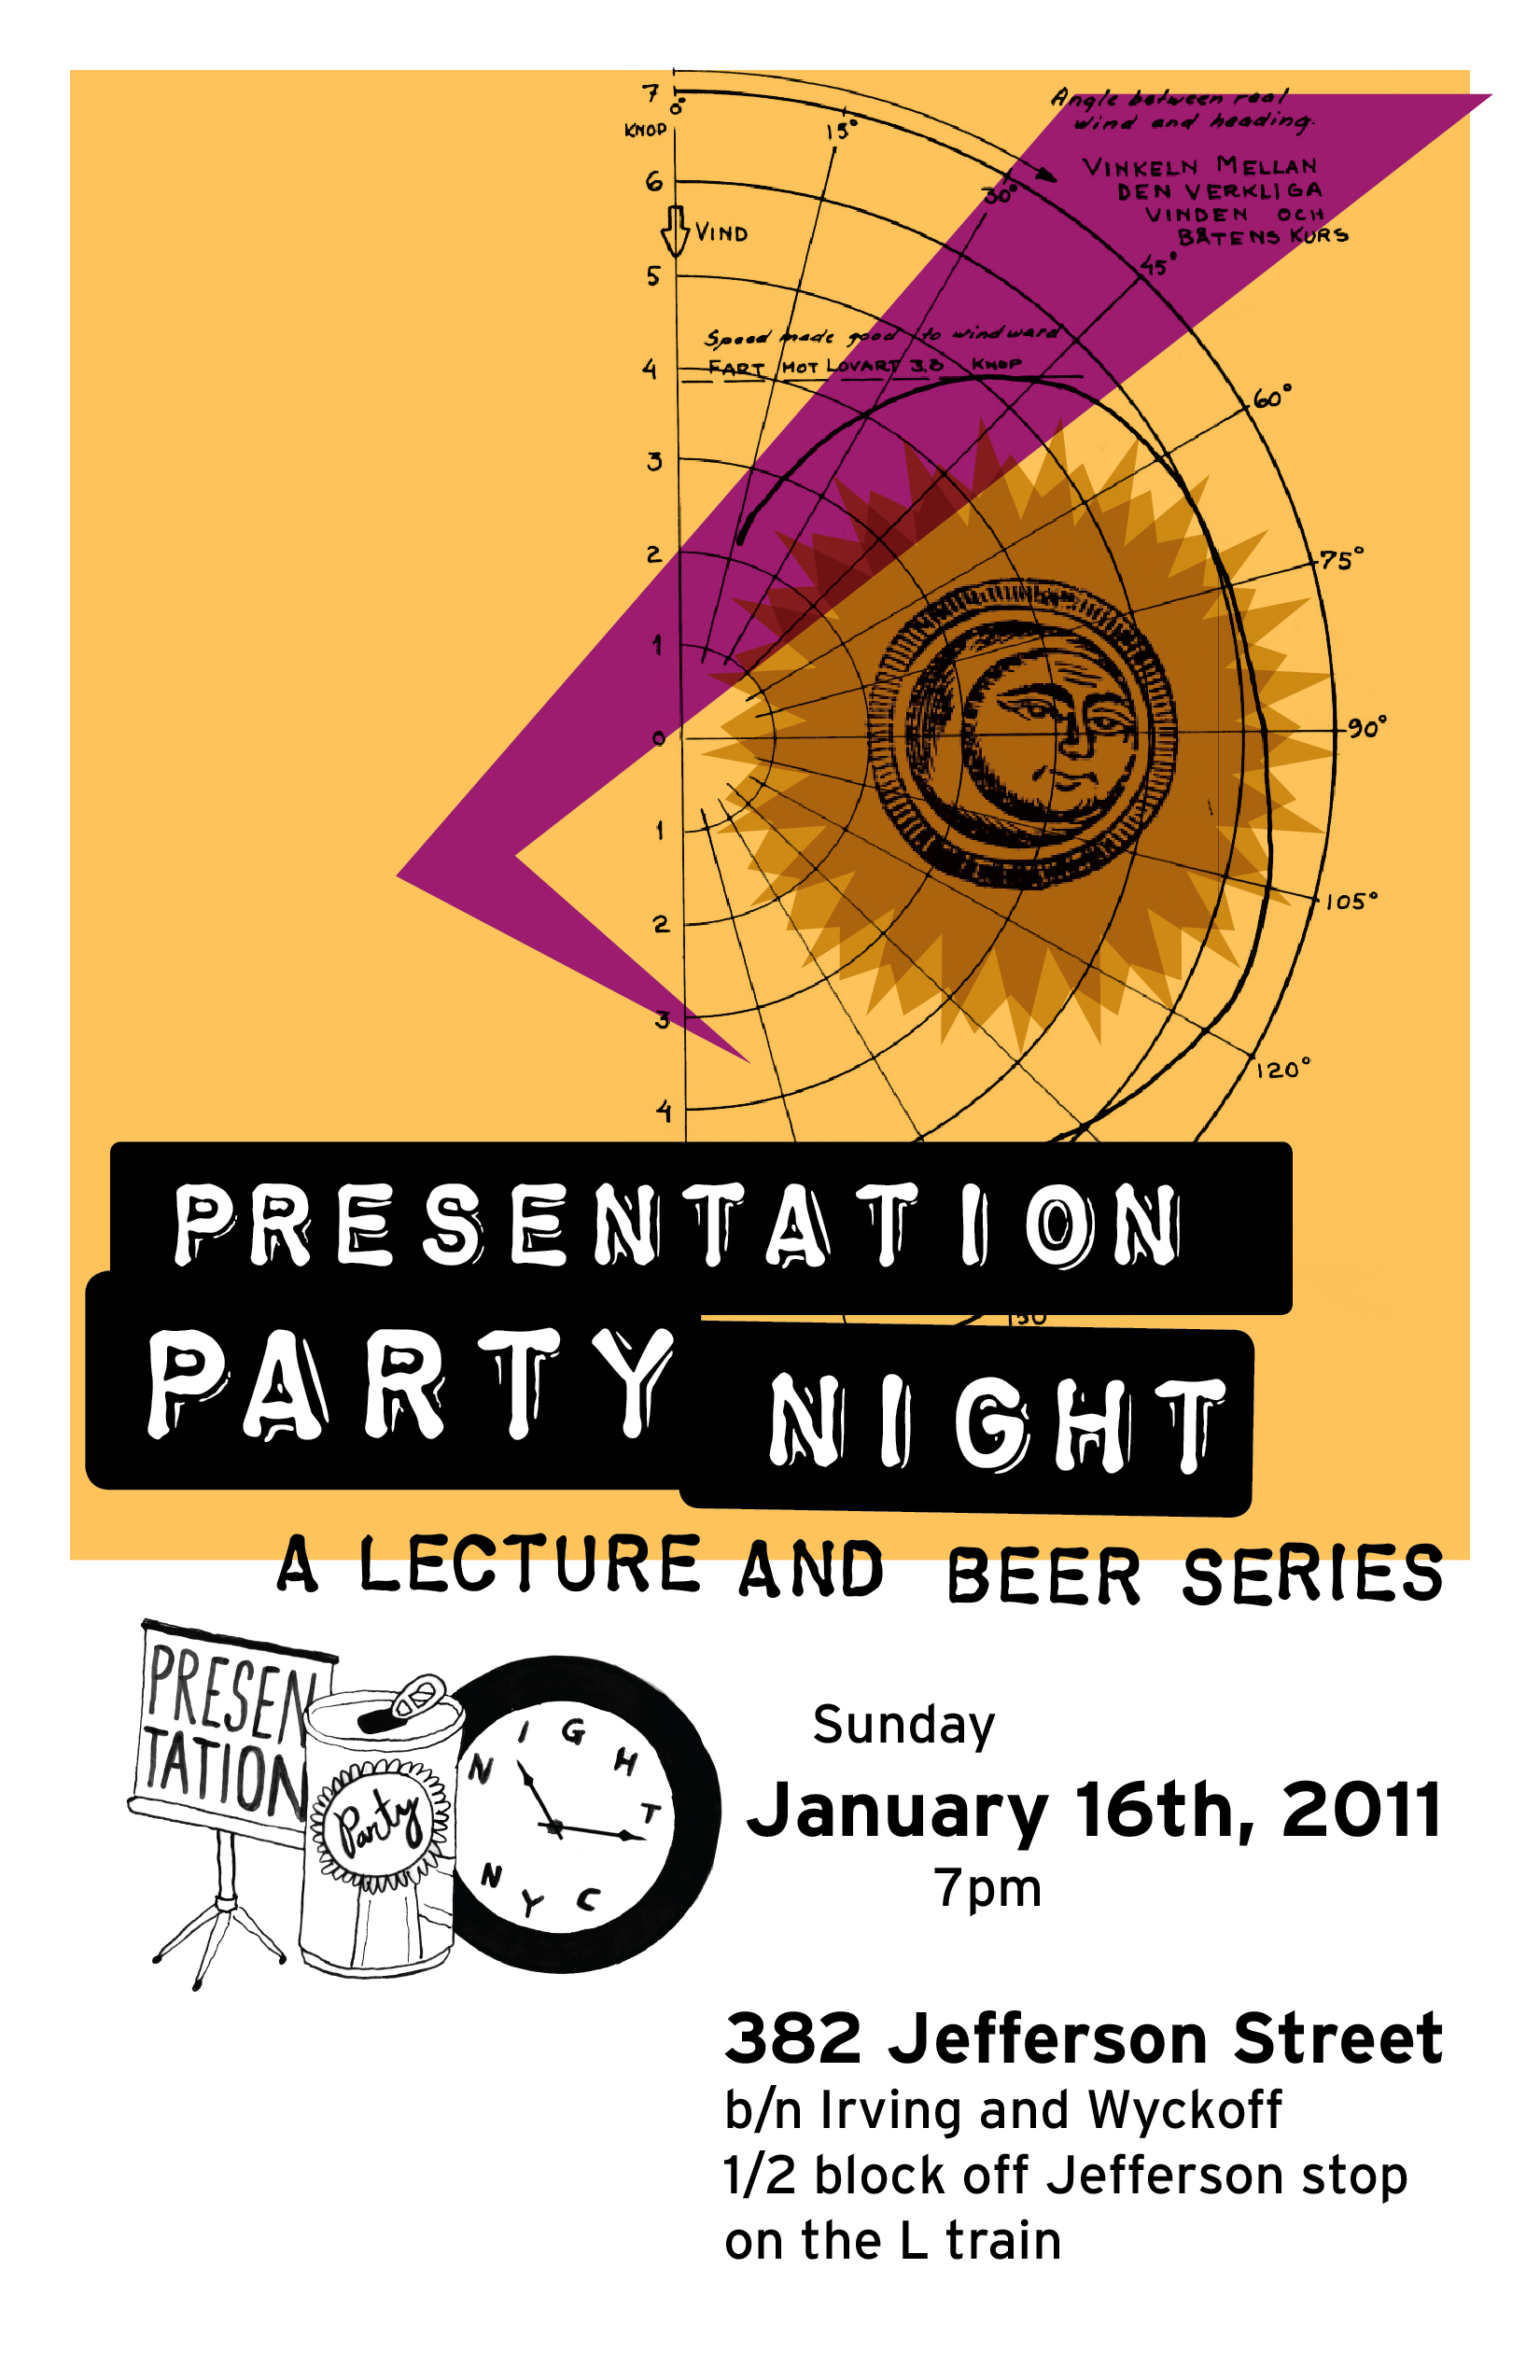 7
0°
KNOP
15°
Angle between real
wind and heading.
VINKELN MELLAN
DEN VERKLIGA
VINDEN OCH
BÅTENS KURS
6
30°
VIND
45°
5
Speed made good to windward
FART MOT LOVART 3.8 KNOP
4
60°
3
2
75°
1
0
90°
1
105°
2
3
120°
4
PRESENTATION
150
PARTY
NIGHT
A LECTURE AND BEER SERIES
PRESEN
TATION
Party
NIGHT
NYC
Sunday
January 16th, 2011
7pm
382 Jefferson Street
b/n Irving and Wyckoff
1/2 block off Jefferson stop
on the L train